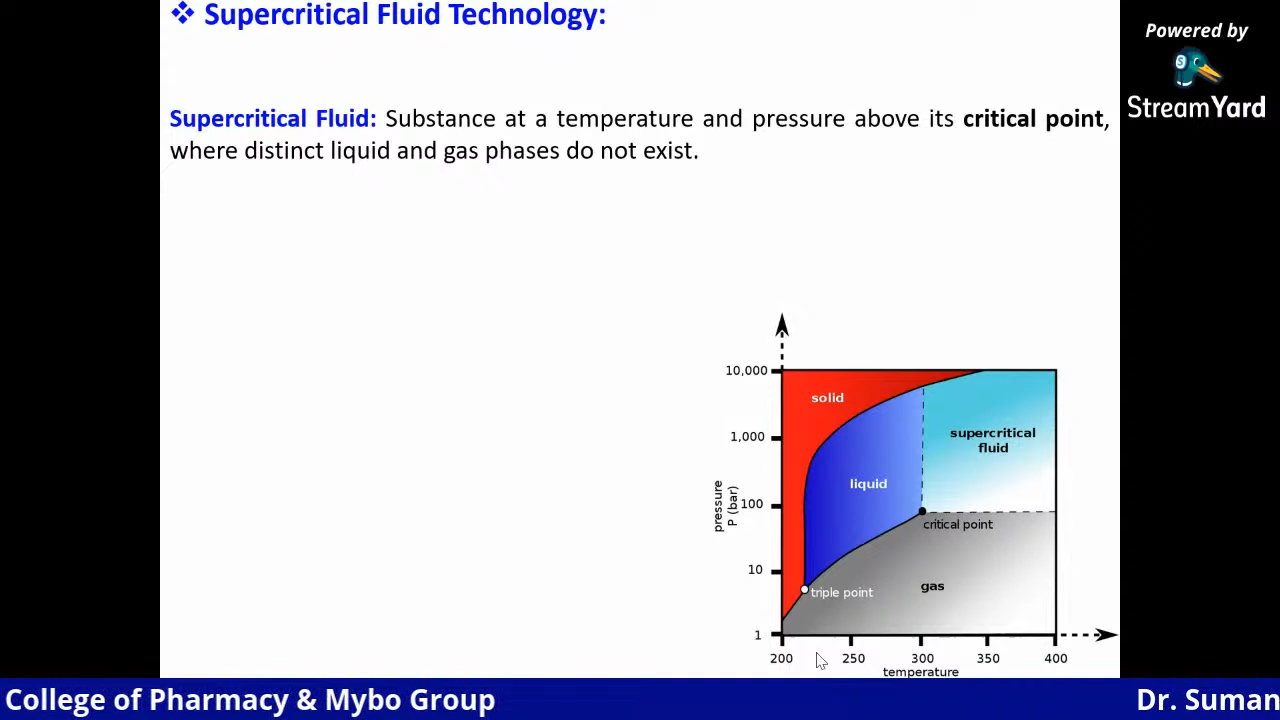 ❖ Supercritical Fluid Technology:
Powered by
StreamYard
Supercritical Fluid: Substance at a temperature and pressure above its critical point,
where distinct liquid and gas phases do not exist.
10,000
solid
1,000
supercritical
fluid
liquid
pressure
P (bar)
100
critical point
10
gas
triple point
1
200
250
300
350
400
temperature
College of Pharmacy & Mybo Group
Dr. Suman